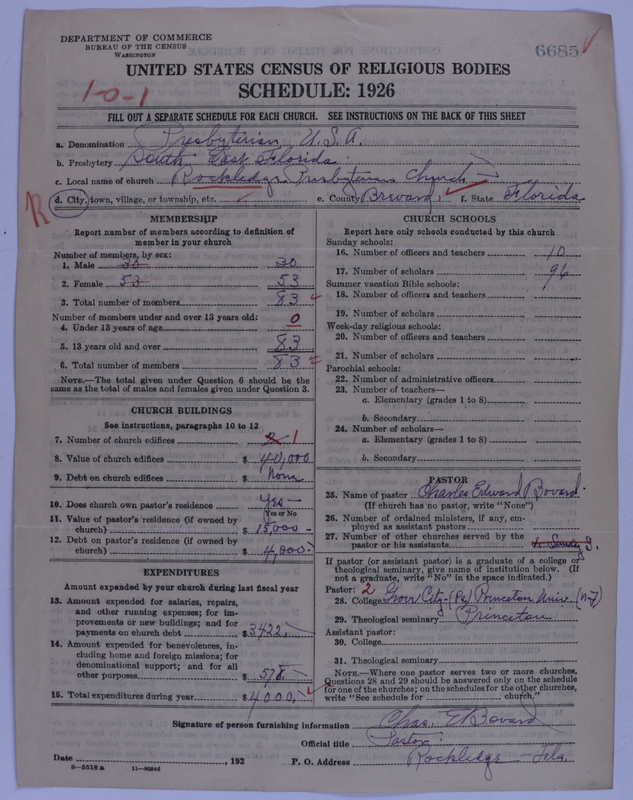 DEPARTMENT OF COMMERCE
BUREAU OF THE CENSUS
WASHINGTON
6685
UNITED STATES CENSUS OF RELIGIOUS BODIES
SCHEDULE: 1926
1-0-1
FILL OUT A SEPARATE SCHEDULE FOR EACH CHURCH. SEE INSTRUCTIONS ON THE BACK OF THIS SHEET
a. Denomination Presbyterian, U.S.A.
b. Presbytery South East Florida
c. Local name of church Rockledge Presbyterian Church
R d. City, town, village, or township, etc. e. County Brevard f. State Florida
MEMBERSHIP
Report number of members according to definition of
member in your church
Number of members, by sex:
1. Male 30 30
2. Female 53 53
3. Total number of members 83
Number of members under and over 13 years old:
4. Under 13 years of age 0
5. 13 years old and over 83
6. Total number of members 83
NOTE.—The total given under Question 6 should be the
same as the total of males and females given under Question 3.
CHURCH BUILDINGS
See instructions, paragraphs 10 to 12
7. Number of church edifices 2 1
8. Value of church edifices $ 40,000
9. Debt on church edifices $ None
10. Does church own pastor's residence Yes
Yes or No
11. Value of pastor's residence (if owned by
church) $ 15,000
12. Debt on pastor's residence (if owned by
church) $ 4,000
EXPENDITURES
Amount expended by your church during last fiscal year
13. Amount expended for salaries, repairs,
and other running expenses; for im-
provements or new buildings; and for
payments on church debt $ 3422
14. Amount expended for benevolences, in-
cluding home and foreign missions; for
denominational support; and for all
other purposes $ 578
15. Total expenditures during year $ 4000
CHURCH SCHOOLS
Report here only schools conducted by this church
Sunday schools:
16. Number of officers and teachers 10
17. Number of scholars 96
Summer vacation Bible schools:
18. Number of officers and teachers
19. Number of scholars
Week-day religious schools:
20. Number of officers and teachers
21. Number of scholars
Parochial schools:
22. Number of administrative officers
23. Number of teachers—
a. Elementary (grades 1 to 8)
b. Secondary
24. Number of scholars—
a. Elementary (grades 1 to 8)
b. Secondary
PASTOR
25. Name of pastor Charles Edward Bovard
(If church has no pastor, write "None")
26. Number of ordained ministers, if any, em-
ployed as assistant pastors
27. Number of other churches served by the
pastor or his assistants
If pastor (or assistant pastor) is a graduate of a college or
theological seminary, give name of institution below. (If
not a graduate, write "No" in the space indicated.)
Pastor: 2
28. College Grove City (Pa) Princeton Univ. (N-J)
29. Theological seminary Princeton
Assistant pastor:
30. College
31. Theological seminary
NOTE.—Where one pastor serves two or more churches,
Questions 28 and 29 should be answered only on the schedule
for one of the churches; on the schedules for the other churches,
write "See schedule for church."
Signature of person furnishing information Chas. E Bovard
Official title Pastor
Date , 192 P. O. Address Rockledge Fla.
8-5518 a